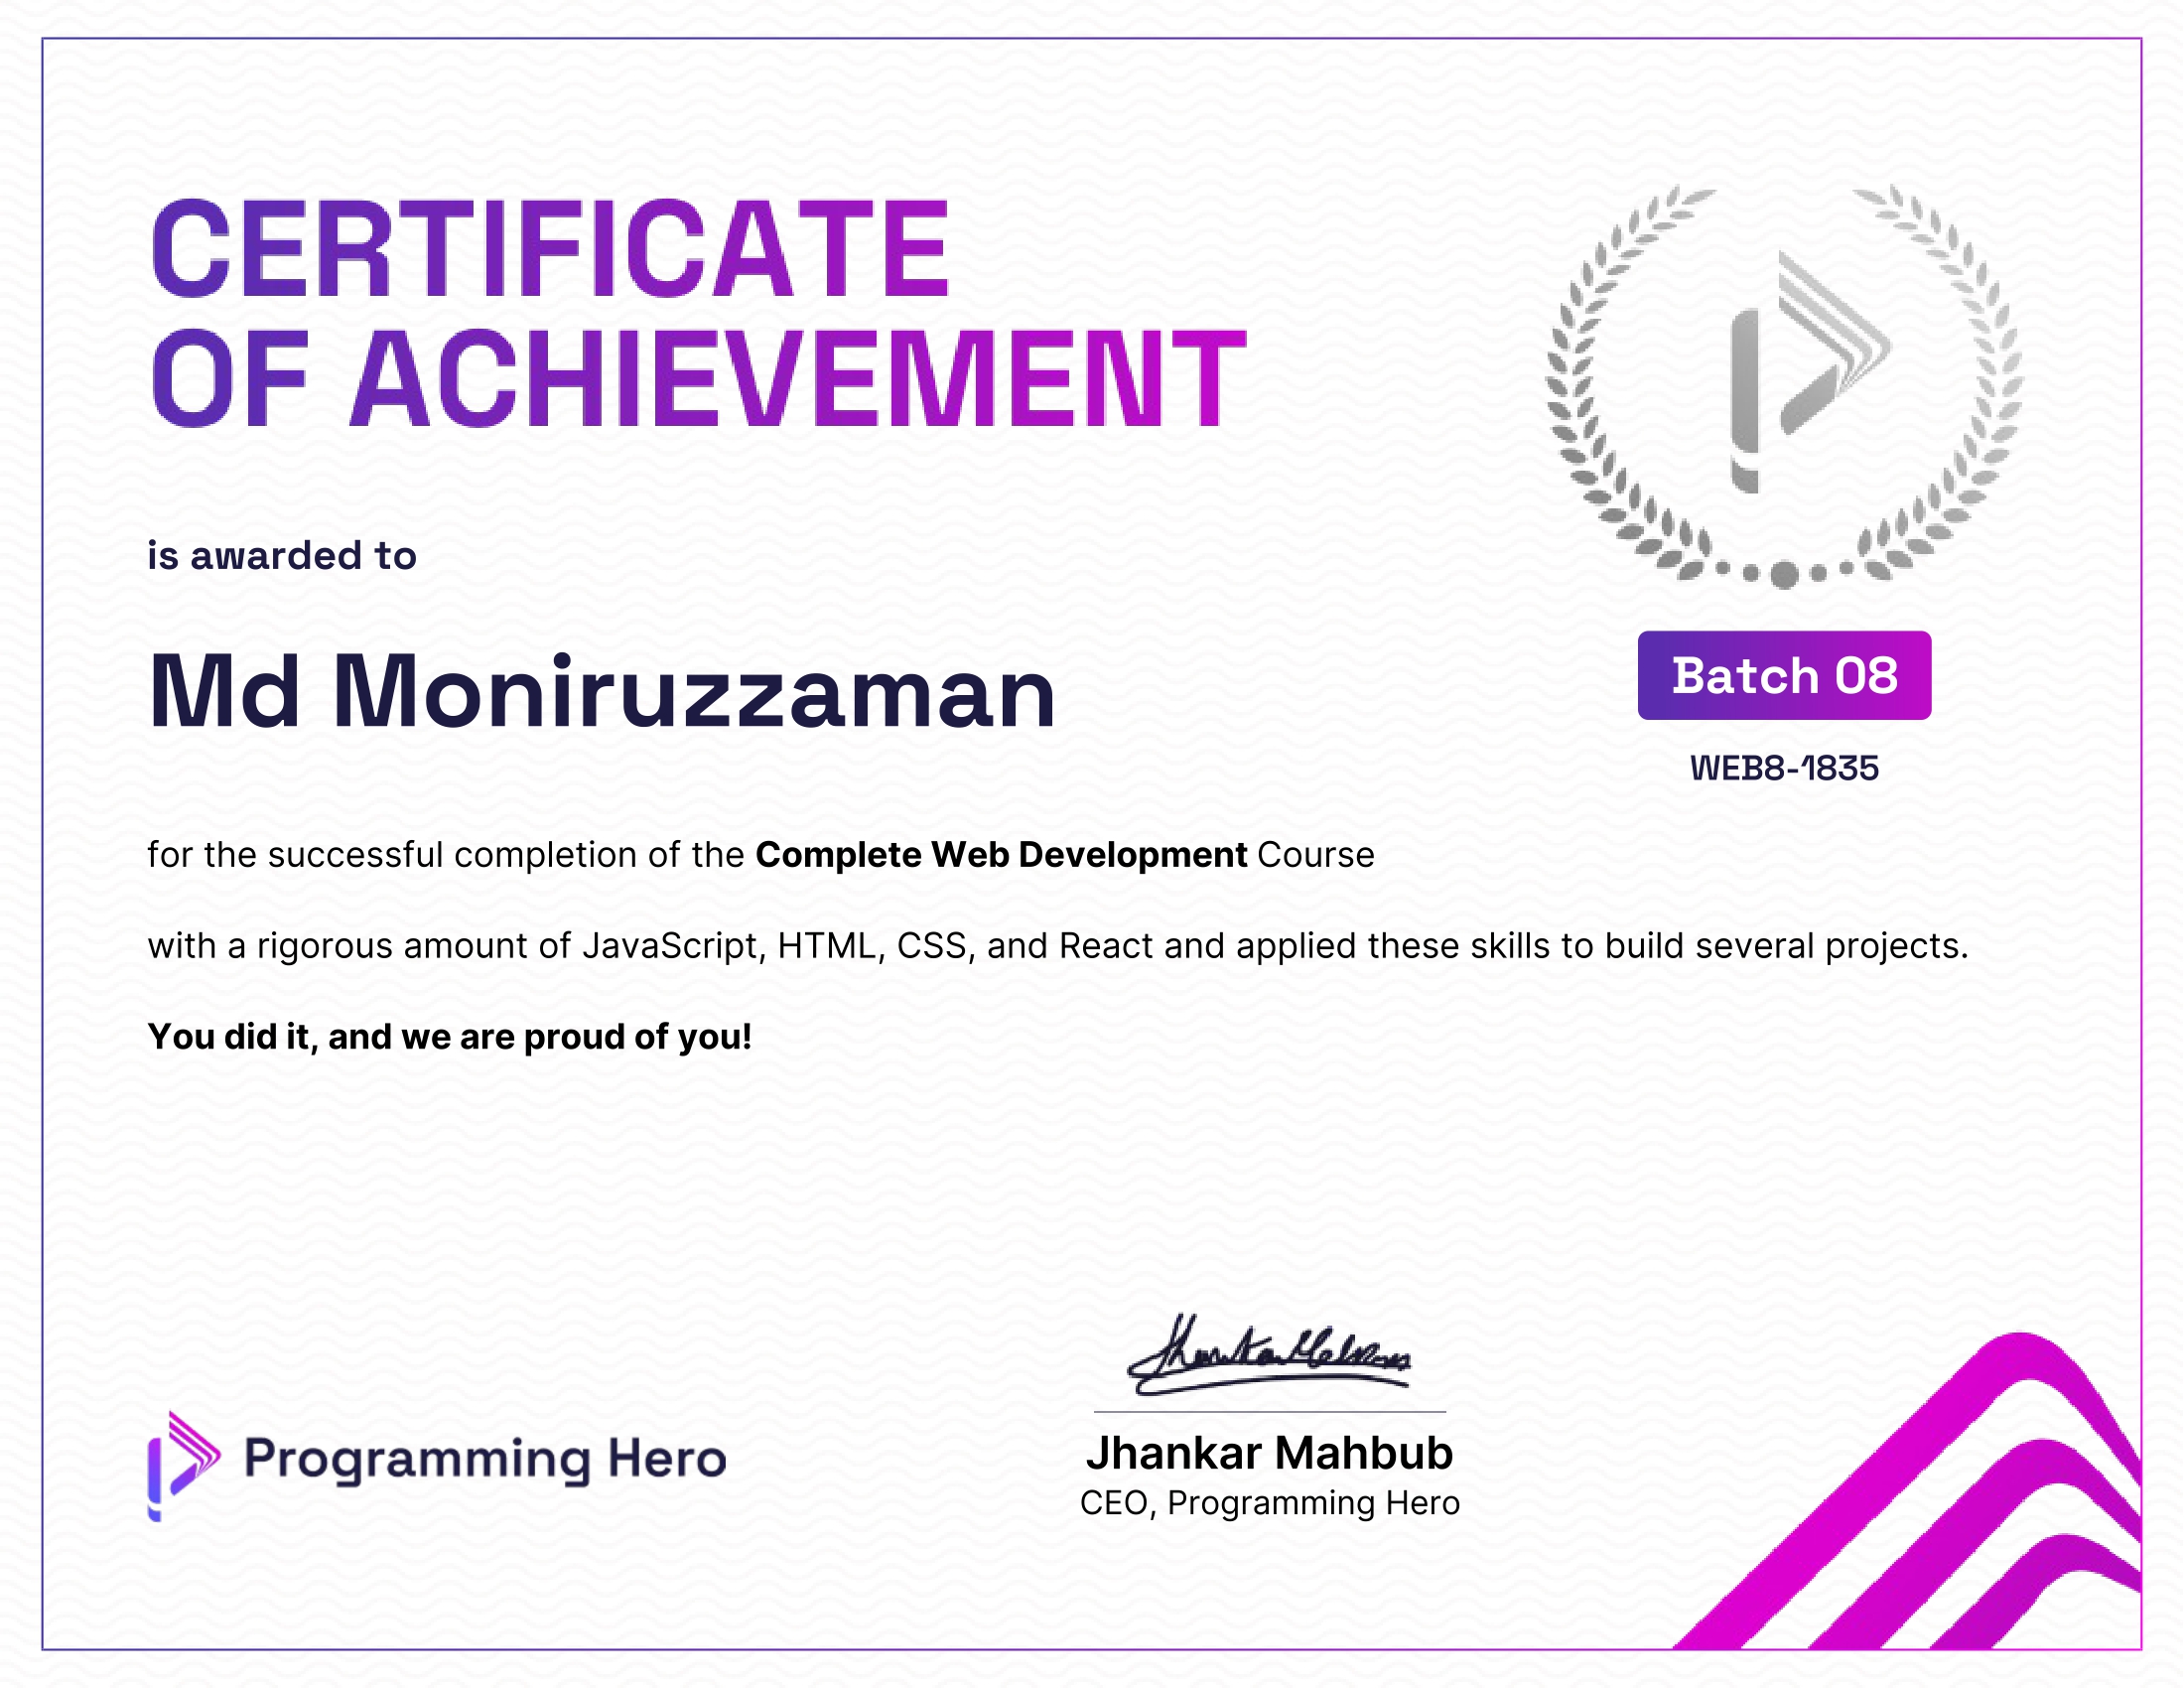 CERTIFICATE
OF ACHIEVEMENT
is awarded to
Md Moniruzzaman
Batch 08
WEB8-1835
for the successful completion of the Complete Web Development Course
with a rigorous amount of JavaScript, HTML, CSS, and React and applied these skills to build several projects.
You did it, and we are proud of you!
Programming Hero
Jhankar Mahbub
Jhankar Mahbub
CEO, Programming Hero